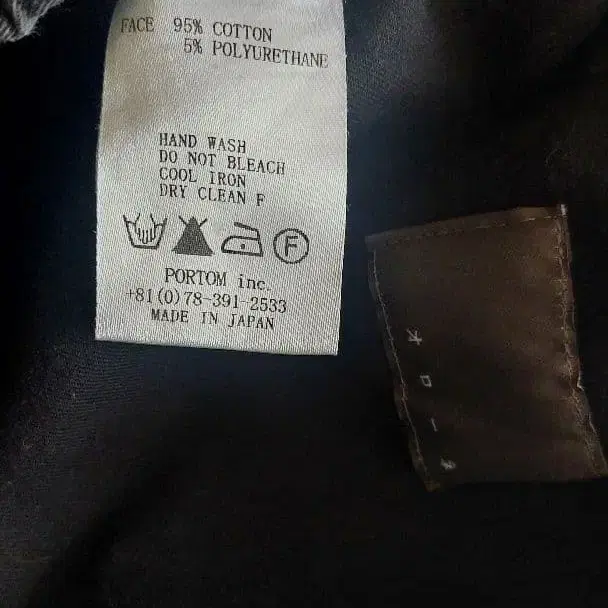 FACE 95% COTTON
5% POLYURETHANE
HAND WASH
DO NOT BLEACH
COOL IRON
DRY CLEAN F
F
PORTOM inc.
+81(0)78-391-2533
MADE IN JAPAN